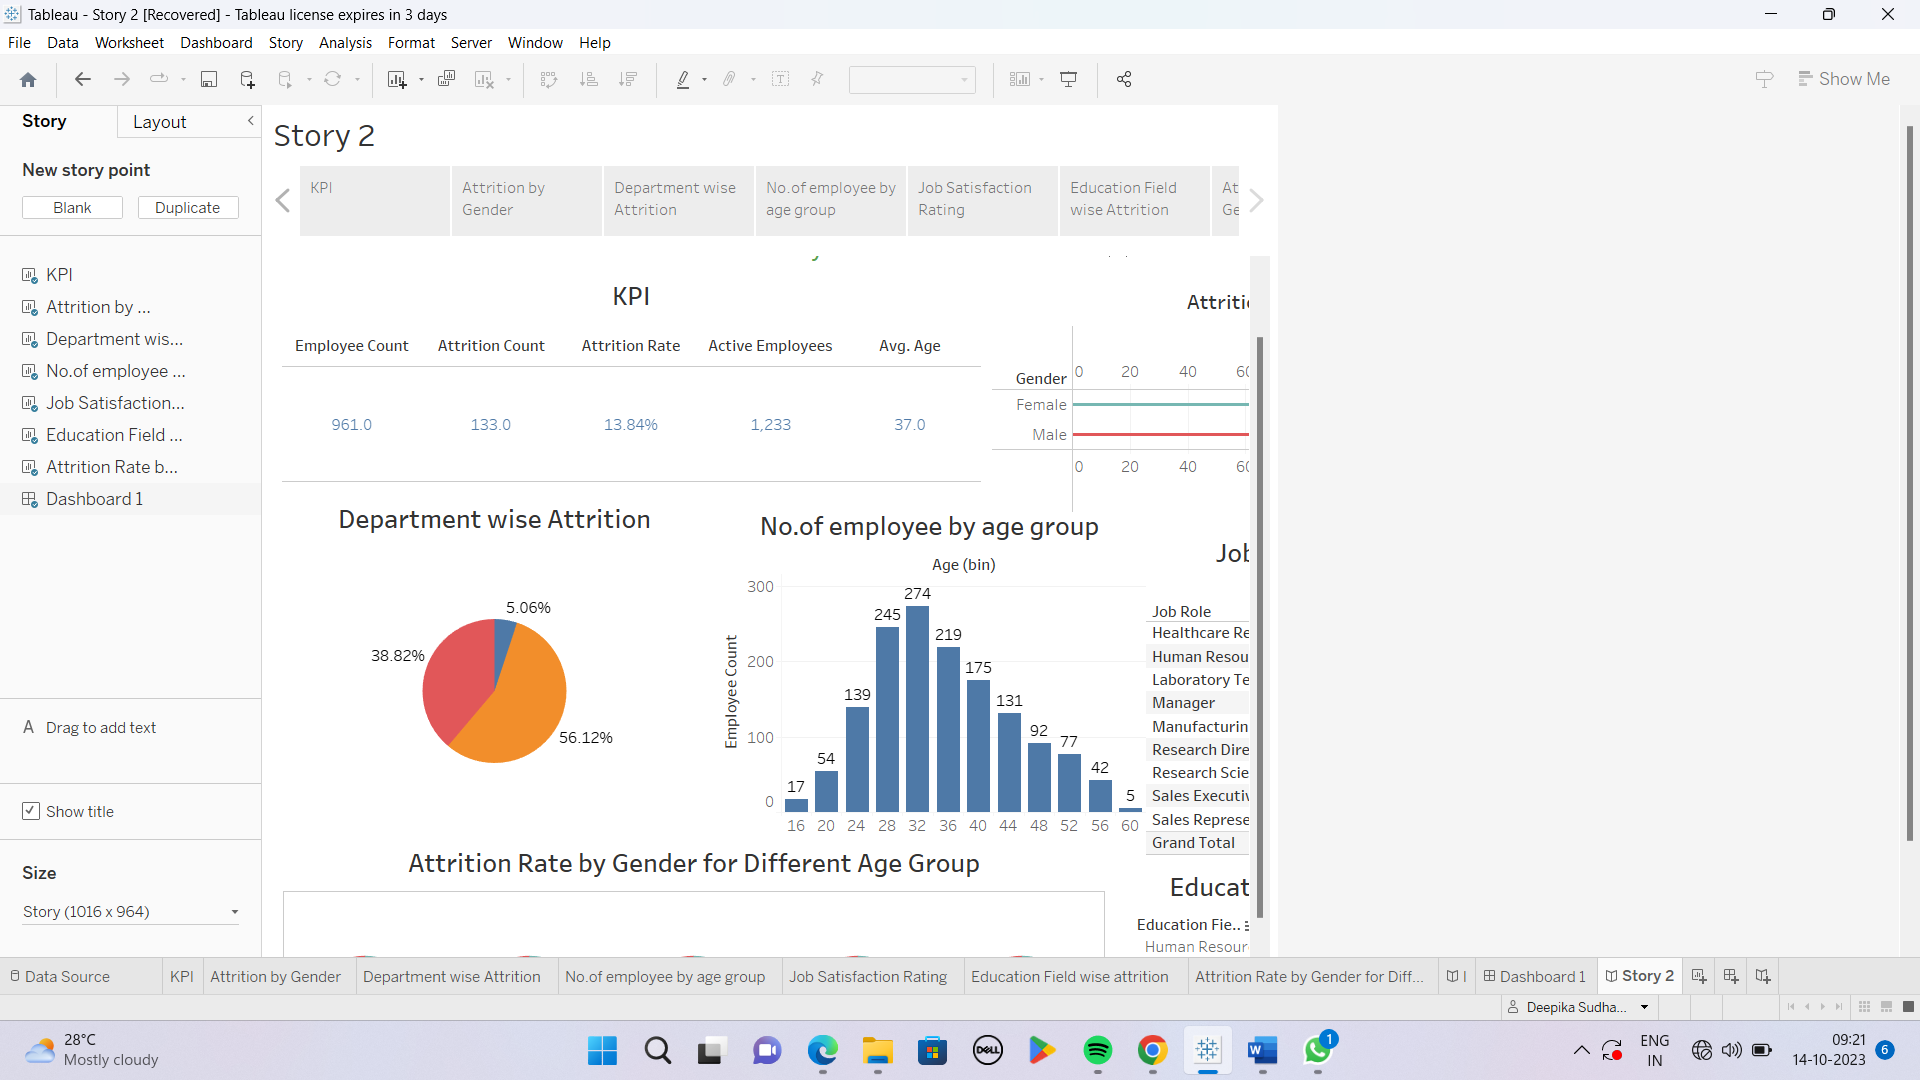 Tableau - Story 2 [Recovered] - Tableau license expires in 3 days
File Data Worksheet Dashboard Story Analysis Format Server Window Help
Show Me
Story Layout
New story point
Blank Duplicate
KPI
Attrition by ...
Department wis...
No.of employee ...
Job Satisfaction...
Education Field ...
Attrition Rate b...
Dashboard 1
A Drag to add text
Show title
Size
Story (1016 x 964)
Story 2
KPI
Attrition by
Gender
Department wise
Attrition
No.of employee by
age group
Job Satisfaction
Rating
Education Field
wise Attrition
At
Ge
KPI
Employee Count Attrition Count Attrition Rate Active Employees Avg. Age
961.0 133.0 13.84% 1,233 37.0
Attriti
0 20 40 60
Gender
Female
Male
0 20 40 60
Department wise Attrition
5.06%
38.82%
56.12%
No.of employee by age group
Age (bin)
Employee Count
300
200
100
0
17 54 139 245 274 219 175 131 92 77 42 5
16 20 24 28 32 36 40 44 48 52 56 60
Job
Job Role
Healthcare Re
Human Resou
Laboratory Te
Manager
Manufacturin
Research Dire
Research Scie
Sales Executiv
Sales Represe
Grand Total
Attrition Rate by Gender for Different Age Group
Educat
Education Fie..
Human Resour
Data Source KPI Attrition by Gender Department wise Attrition No.of employee by age group Job Satisfaction Rating Education Field wise attrition Attrition Rate by Gender for Diff... Dashboard 1 Story 2
Deepika Sudha...
28°C
Mostly cloudy
DELL
W
1
ENG
IN
09:21
14-10-2023
6